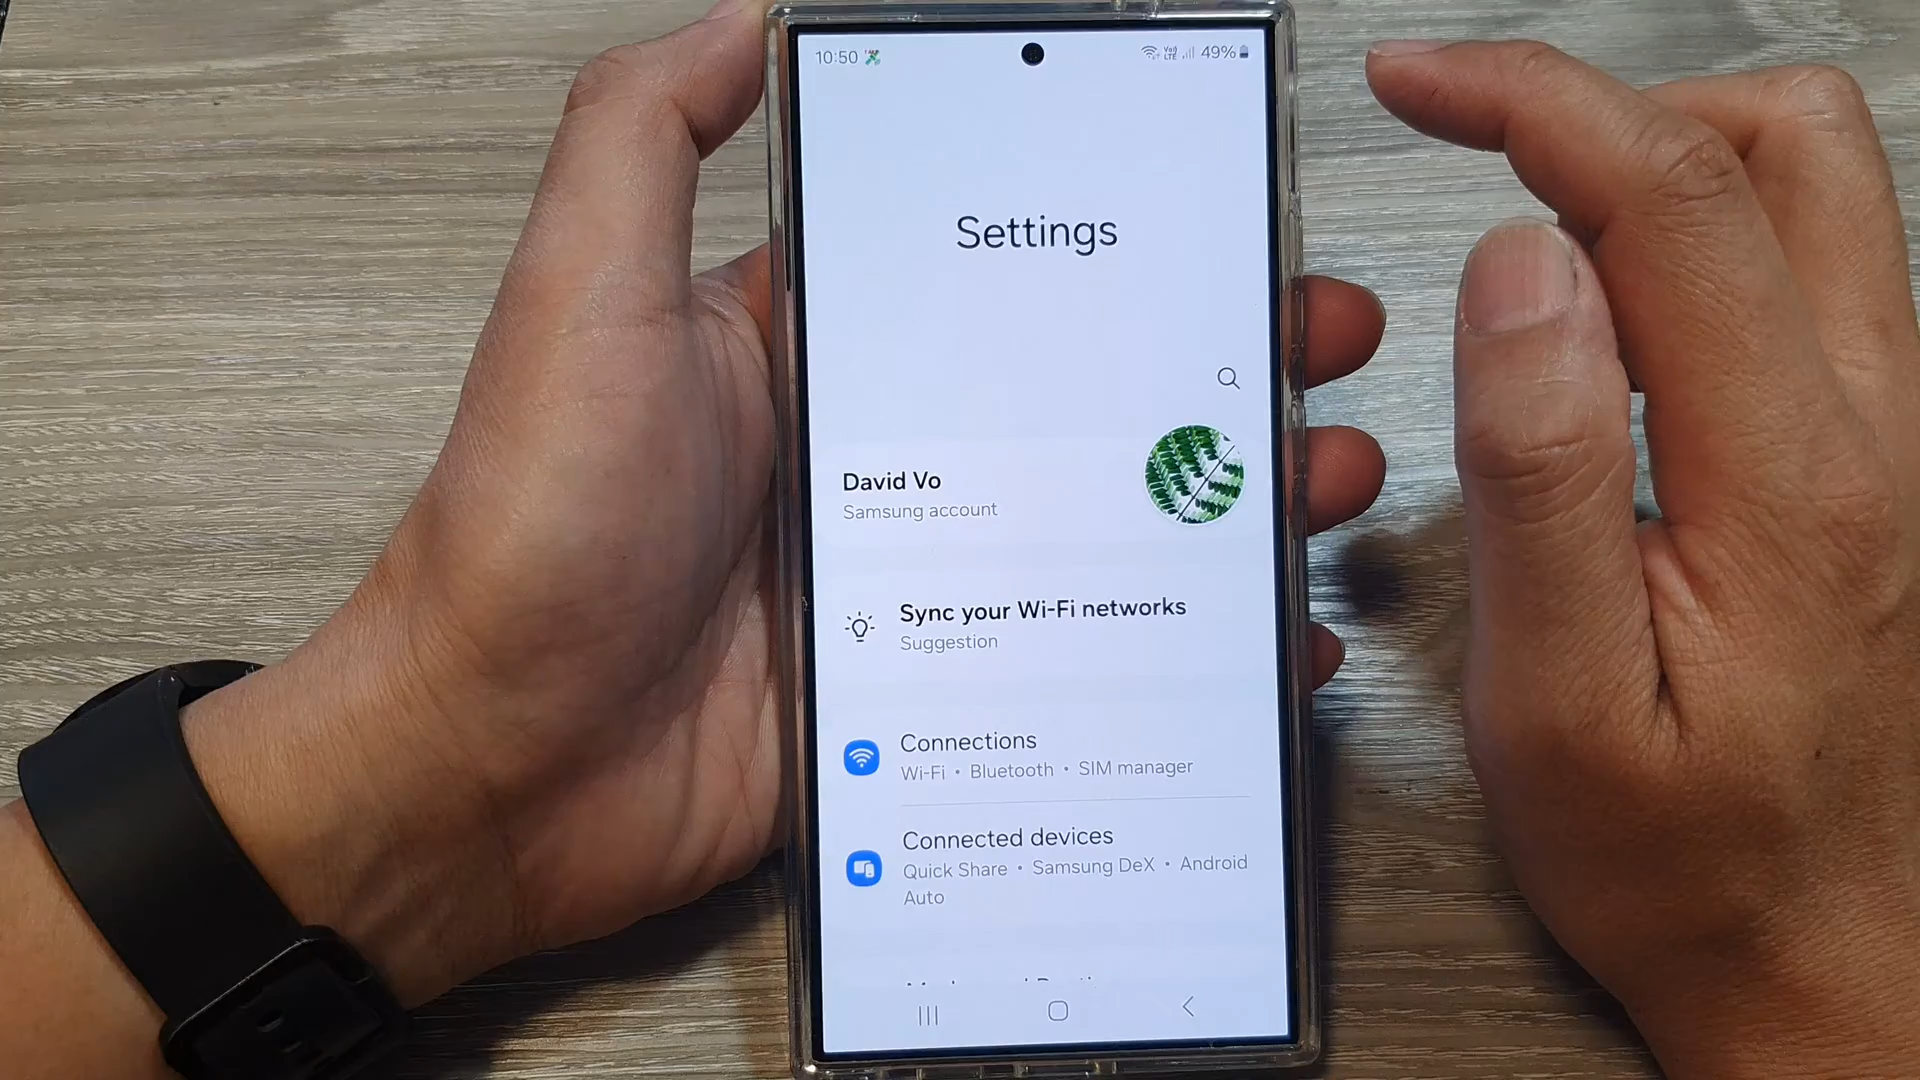 10:50
VoLTE 49%
Settings
David Vo
Samsung account
Sync your Wi-Fi networks
Suggestion
Connections
Wi-Fi • Bluetooth • SIM manager
Connected devices
Quick Share • Samsung DeX • Android
Auto